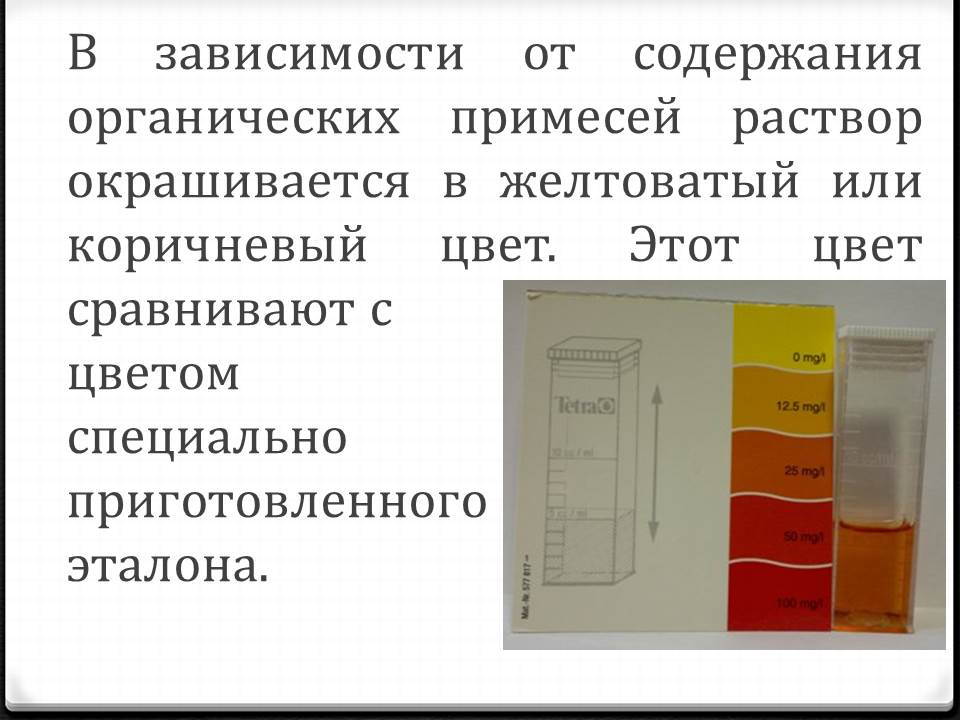 В зависимости от содержания
органических примесей раствор
окрашивается в желтоватый или
коричневый цвет. Этот цвет
сравнивают с
цветом
специально
приготовленного
эталона.
Tetra
10 cc / ml
5 cc / ml
Mat.-Nr. 577 017
0 mg/l
12.5 mg/l
25 mg/l
50 mg/l
100 mg/l